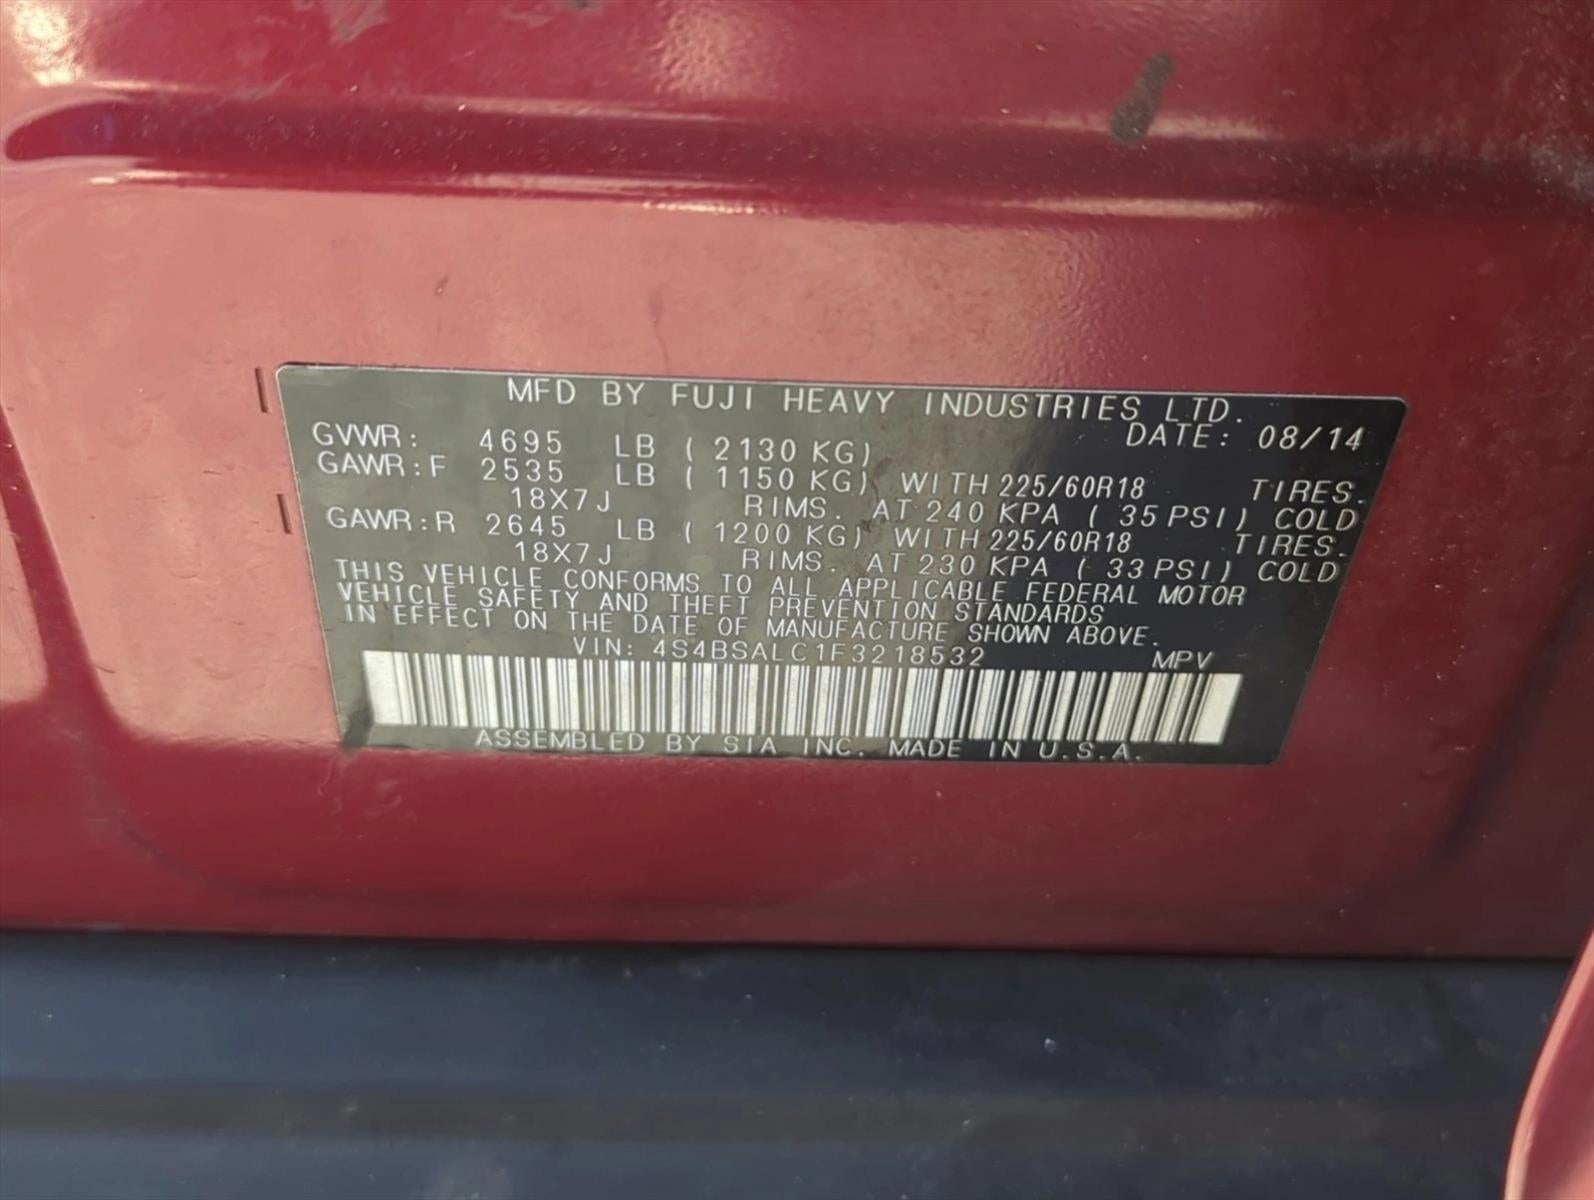 MFD BY FUJI HEAVY INDUSTRIES LTD.
DATE: 08/14
GVWR: 4695 LB ( 2130 KG)
GAWR:F 2535 LB ( 1150 KG) WITH 225/60R18 TIRES.
18X7J RIMS. AT 240 KPA ( 35 PSI) COLD
GAWR:R 2645 LB ( 1200 KG) WITH 225/60R18 TIRES.
18X7J RIMS. AT 230 KPA ( 33 PSI) COLD
THIS VEHICLE CONFORMS TO ALL APPLICABLE FEDERAL MOTOR
VEHICLE SAFETY AND THEFT PREVENTION STANDARDS
IN EFFECT ON THE DATE OF MANUFACTURE SHOWN ABOVE.
VIN: 4S4BSALC1F3218532 MPV
ASSEMBLED BY SIA INC. MADE IN U.S.A.